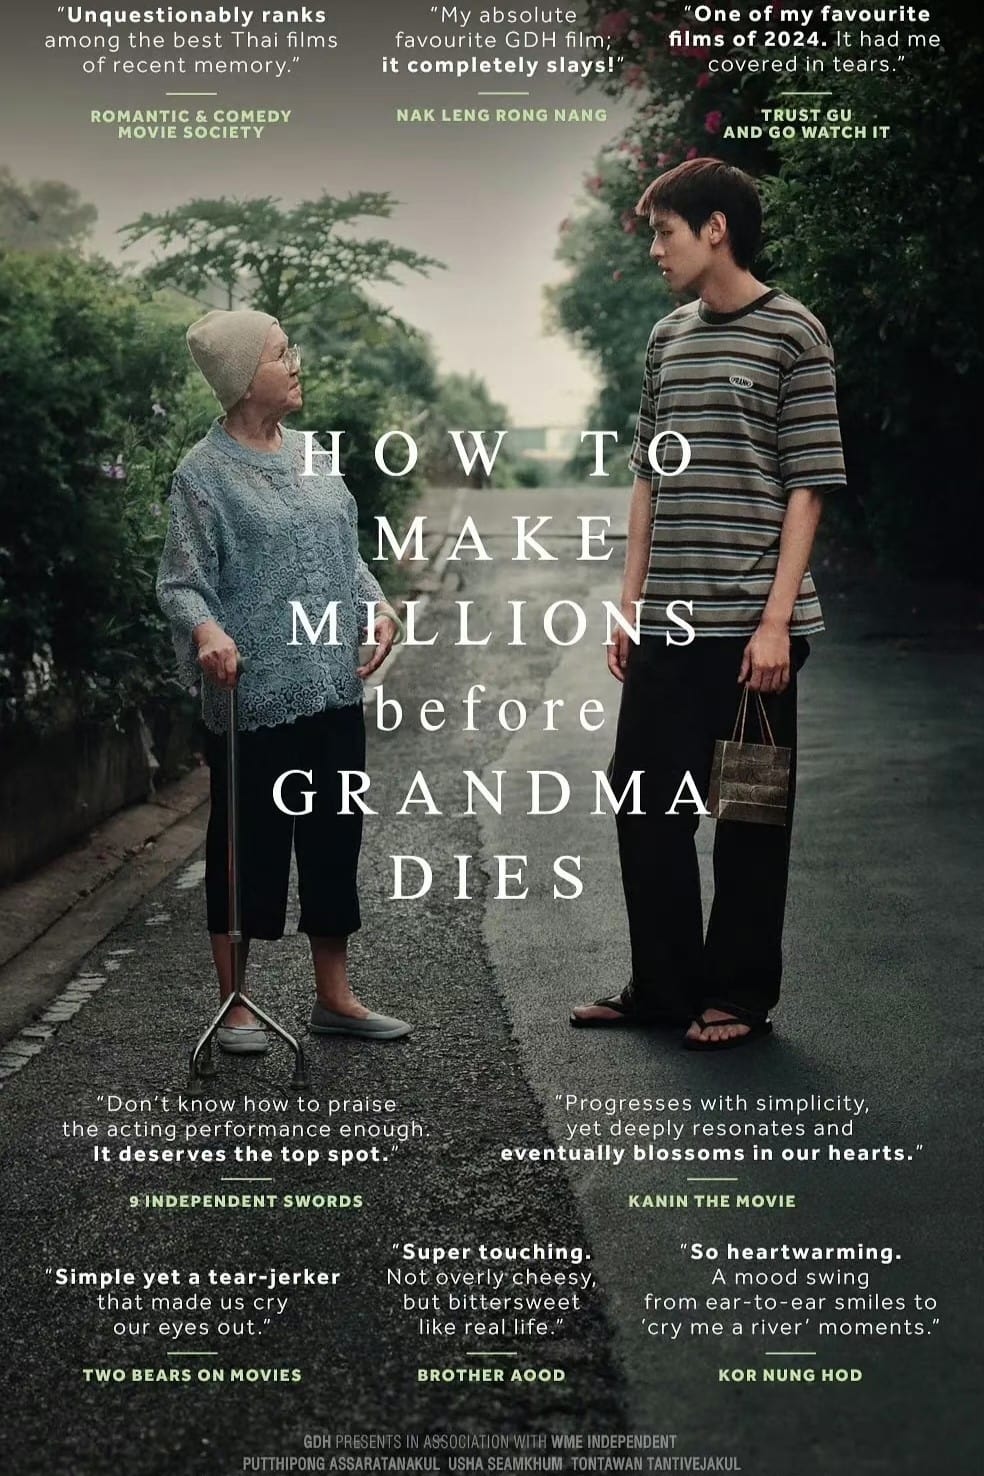 "Unquestionably ranks
among the best Thai films
of recent memory."
ROMANTIC & COMEDY
MOVIE SOCIETY
"My absolute
favourite GDH film;
it completely slays!"
NAK LENG RONG NANG
"One of my favourite
films of 2024. It had me
covered in tears."
TRUST GU
AND GO WATCH IT
HOW TO
MAKE
MILLIONS
before
GRANDMA
DIES
"Don't know how to praise
the acting performance enough.
It deserves the top spot."
9 INDEPENDENT SWORDS
"Progresses with simplicity,
yet deeply resonates and
eventually blossoms in our hearts."
KANIN THE MOVIE
"Simple yet a tear-jerker
that made us cry
our eyes out."
TWO BEARS ON MOVIES
"Super touching.
Not overly cheesy,
but bittersweet
like real life."
BROTHER AOOD
"So heartwarming.
A mood swing
from ear-to-ear smiles to
'cry me a river' moments."
KOR NUNG HOD
GDH PRESENTS IN ASSOCIATION WITH WME INDEPENDENT
PUTTHIPONG ASSARATANAKUL USHA SEAMKHUM TONTAWAN TANTIVEJAKUL